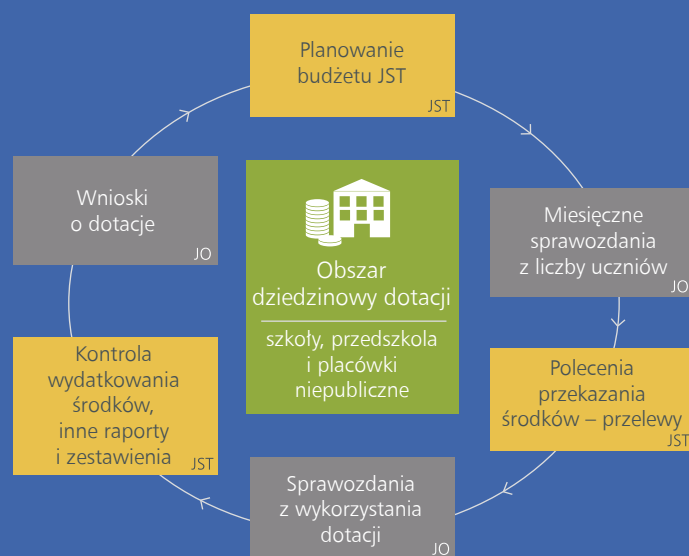 Planowanie
budżetu JST
JST
Miesięczne
sprawozdania
z liczby uczniów
JO
Polecenia
przekazania
środków – przelewy
JST
Sprawozdania
z wykorzystania
dotacji
JO
Kontrola
wydatkowania
środków,
inne raporty
i zestawienia
JST
Wnioski
o dotacje
JO
Obszar
dziedzinowy dotacji
szkoły, przedszkola
i placówki
niepubliczne